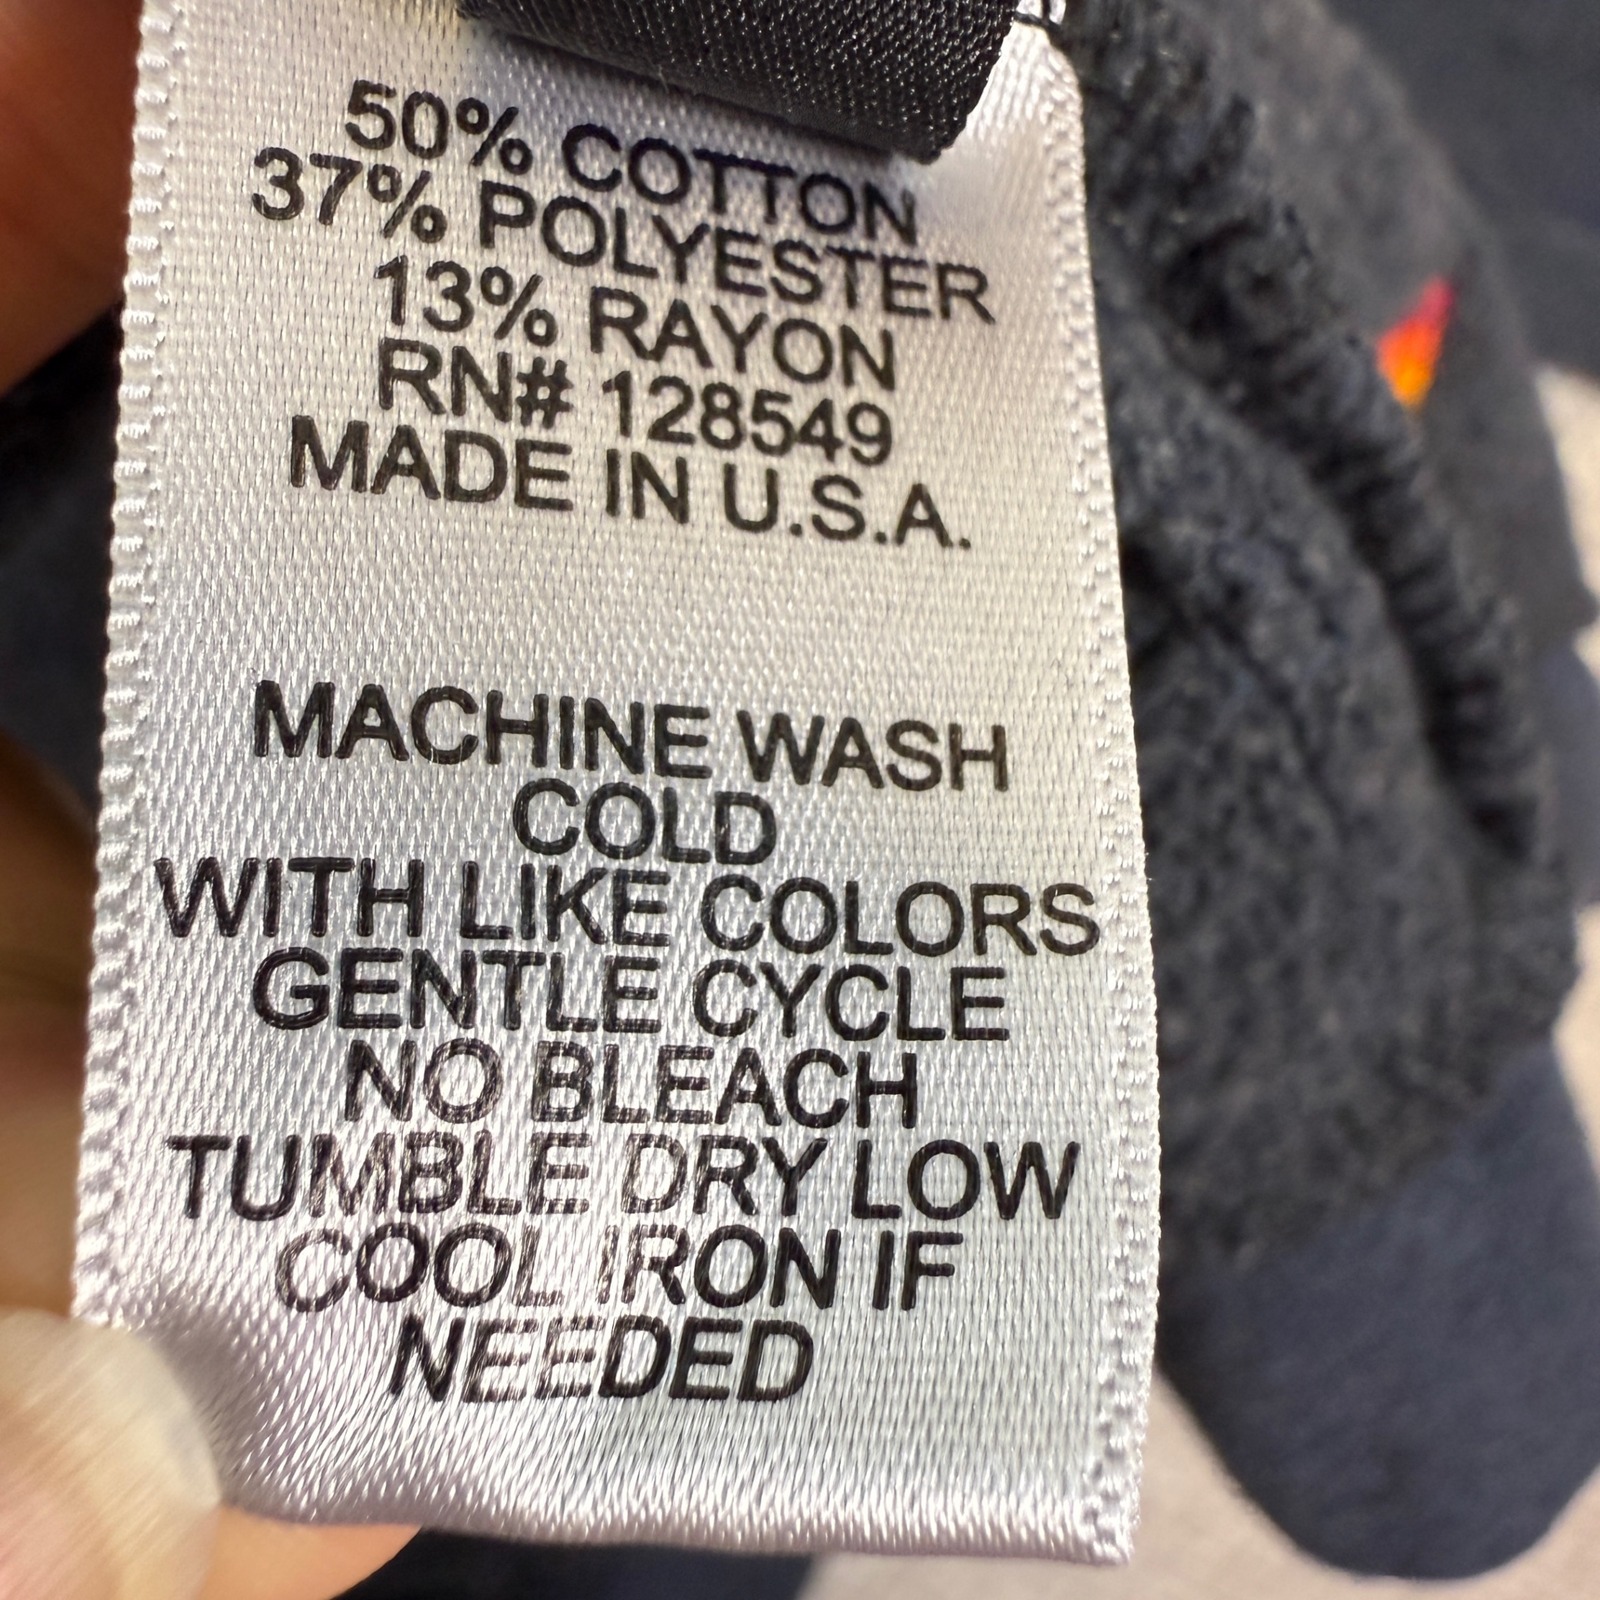 50% COTTON
37% POLYESTER
13% RAYON
RN# 128549
MADE IN U.S.A.
MACHINE WASH
COLD
WITH LIKE COLORS
GENTLE CYCLE
NO BLEACH
TUMBLE DRY LOW
COOL IRON IF
NEEDED